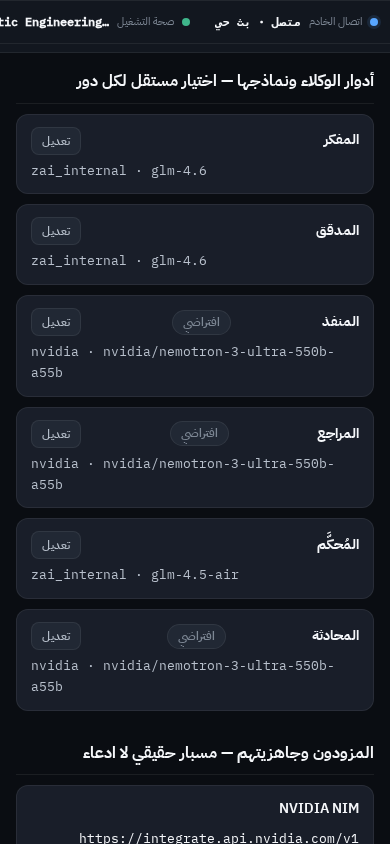 اتصال الخادم متصل · بث حي صحة التشغيل tic Engineering…
أدوار الوكلاء ونماذجها — اختيار مستقل لكل دور
المفكر تعديل
zai_internal · glm-4.6
المدقق تعديل
zai_internal · glm-4.6
المنفذ افتراضي تعديل
nvidia · nvidia/nemotron-3-ultra-550b-
a55b
المراجع افتراضي تعديل
nvidia · nvidia/nemotron-3-ultra-550b-
a55b
المُحكَّم تعديل
zai_internal · glm-4.5-air
المحادثة افتراضي تعديل
nvidia · nvidia/nemotron-3-ultra-550b-
a55b
المزودون وجاهزيتهم — مسبار حقيقي لا ادعاء
NVIDIA NIM
https://integrate.api.nvidia.com/v1